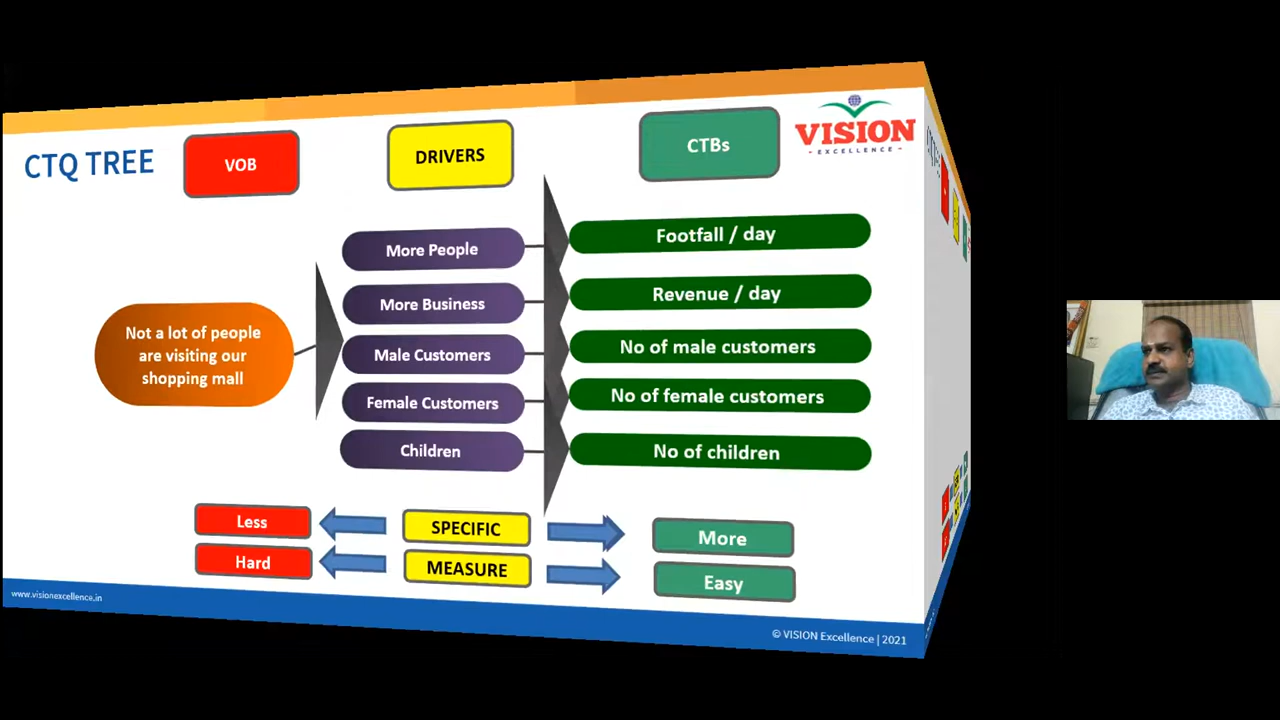 CTQ TREE
VOB
DRIVERS
CTBs
VISION
EXCELLENCE
Not a lot of people
are visiting our
shopping mall
More People
More Business
Male Customers
Female Customers
Children
Footfall / day
Revenue / day
No of male customers
No of female customers
No of children
Less
SPECIFIC
More
Hard
MEASURE
Easy
www.visionexcellence.in
© VISION Excellence | 2021